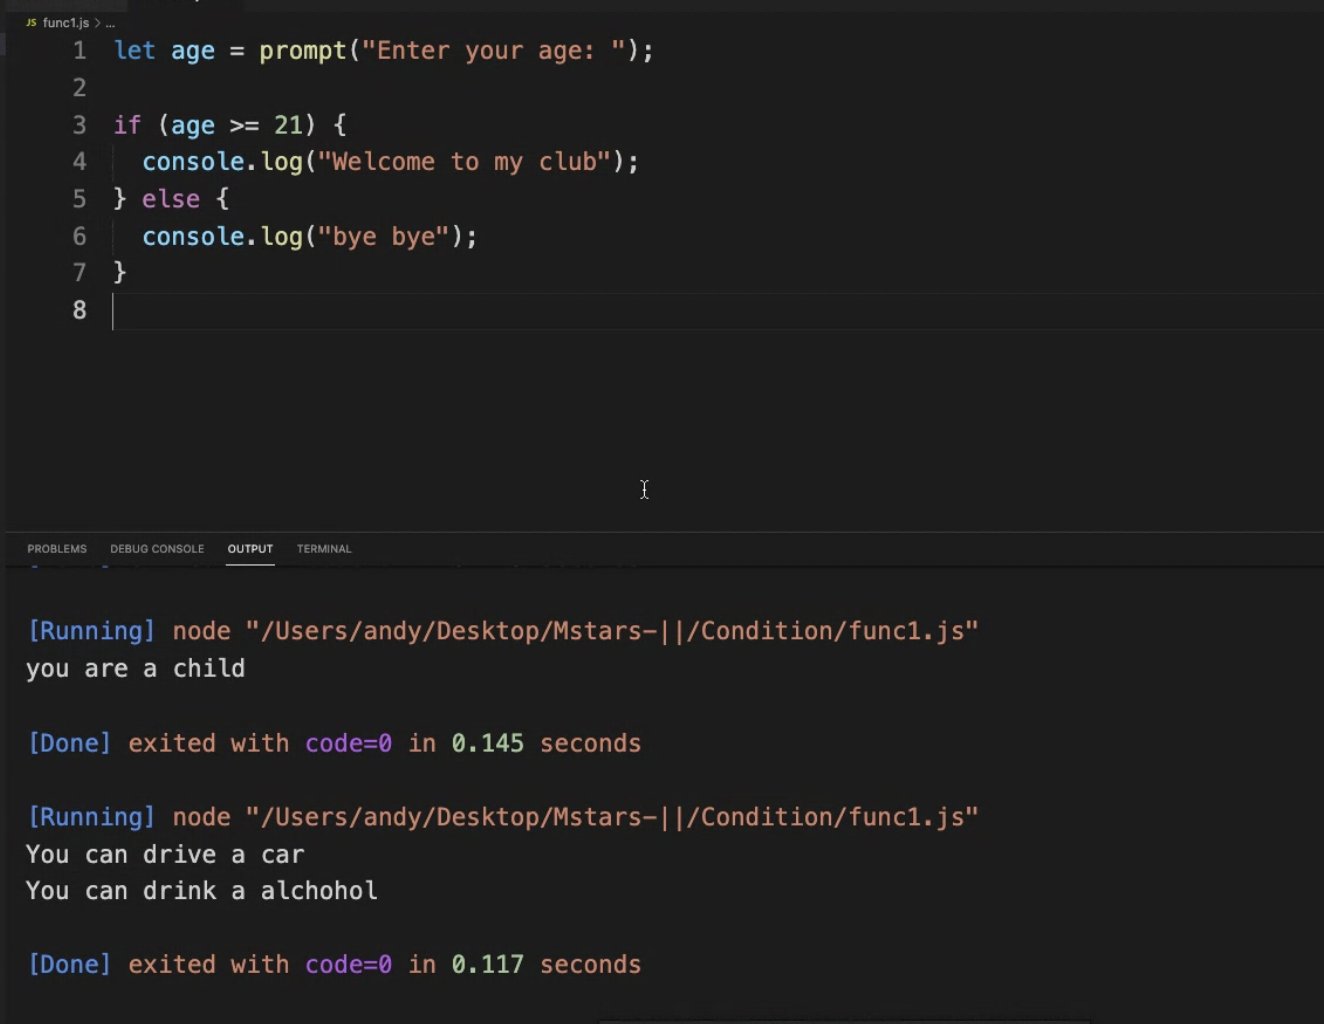 JS func1.js > ...
1 let age = prompt("Enter your age: ");
2
3 if (age >= 21) {
4   console.log("Welcome to my club");
5 } else {
6   console.log("bye bye");
7 }
8
PROBLEMS DEBUG CONSOLE OUTPUT TERMINAL
[Running] node "/Users/andy/Desktop/Mstars-||/Condition/func1.js"
you are a child
[Done] exited with code=0 in 0.145 seconds
[Running] node "/Users/andy/Desktop/Mstars-||/Condition/func1.js"
You can drive a car
You can drink a alchohol
[Done] exited with code=0 in 0.117 seconds